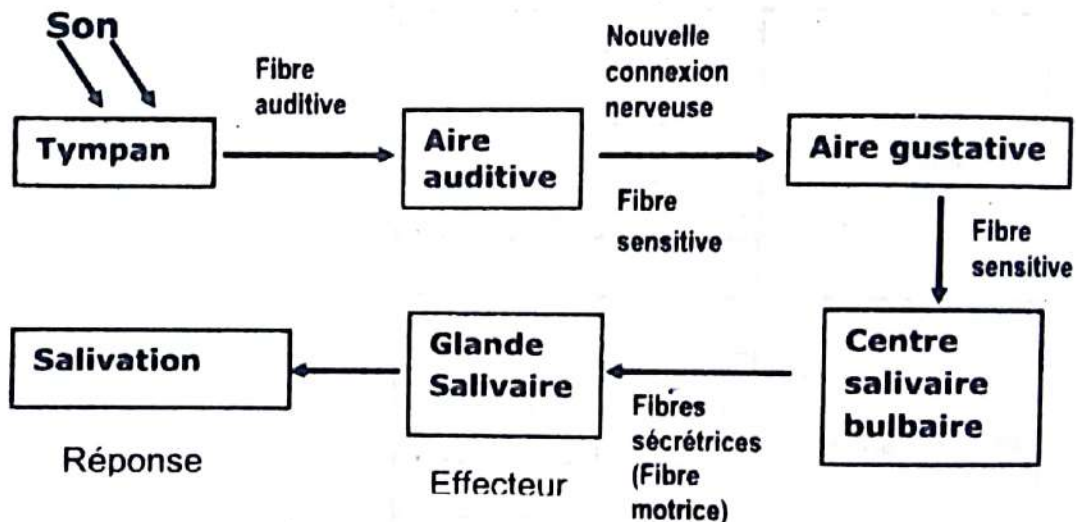 Son
Fibre
auditive
Nouvelle
connexion
nerveuse
Tympan
Aire
auditive
Aire gustative
Fibre
sensitive
Fibre
sensitive
Salivation
Glande
Salivaire
Centre
salivaire
bulbaire
Réponse
Effecteur
Fibres
sécrétrices
(Fibre
motrice)